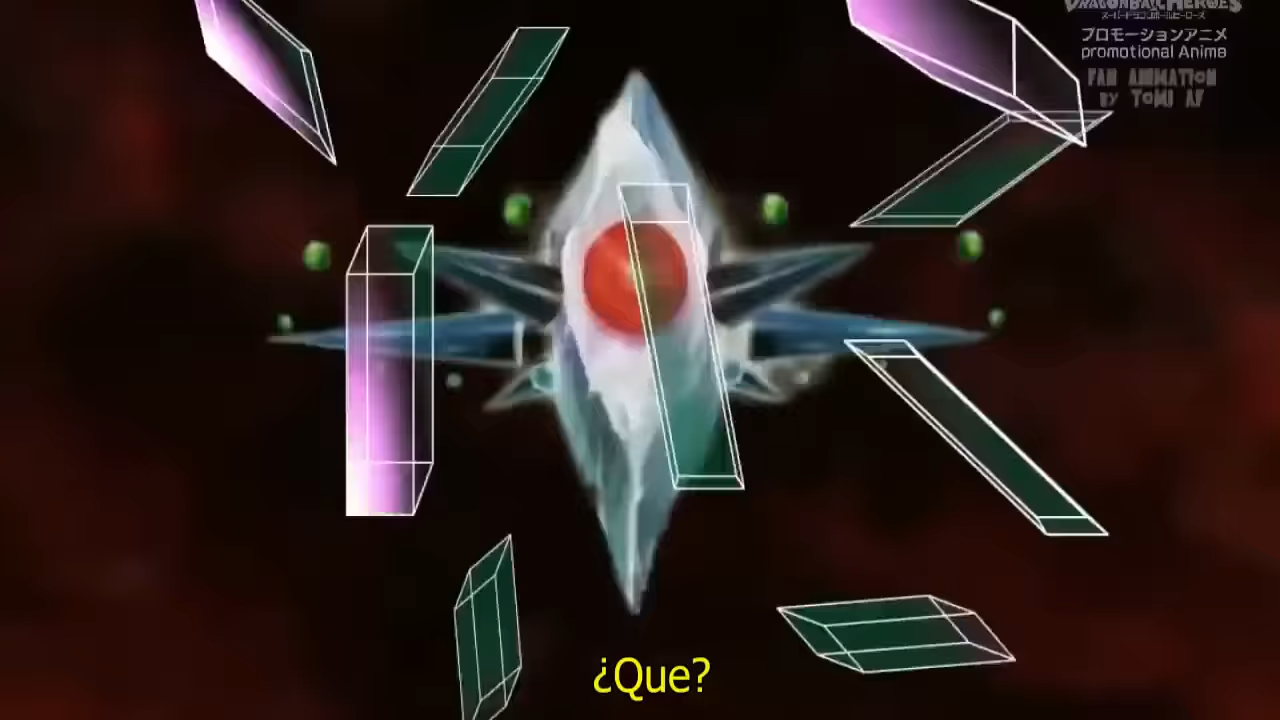 DRAGONBALL HEROES
スーパードラゴンボールヒーローズ
プロモーションアニメ
promotional Anime
FAN ANIMATION
BY TOMI AF
¿Que?